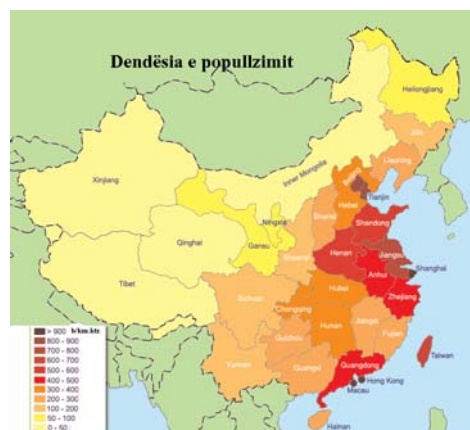 Dendësia e popullzimit
Heilongjiang
Jilin
Liaoning
Inner Mongolia
Xinjiang
Tianjin
Hebei
Ningxia
Shanxi
Shandong
Qinghai
Gansu
Shaanxi
Henan
Jiangsu
Shanghai
Tibet
Anhui
Hubei
Sichuan
Chongqing
Zhejiang
Hunan
Jiangxi
Guizhou
Fujian
Yunnan
Guangxi
Guangdong
Taiwan
Hong Kong
Macau
Hainan
> 900 b/km.ktr
800 - 900
700 - 800
600 - 700
500 - 600
400 - 500
300 - 400
200 - 300
100 - 200
50 - 100
0 - 50